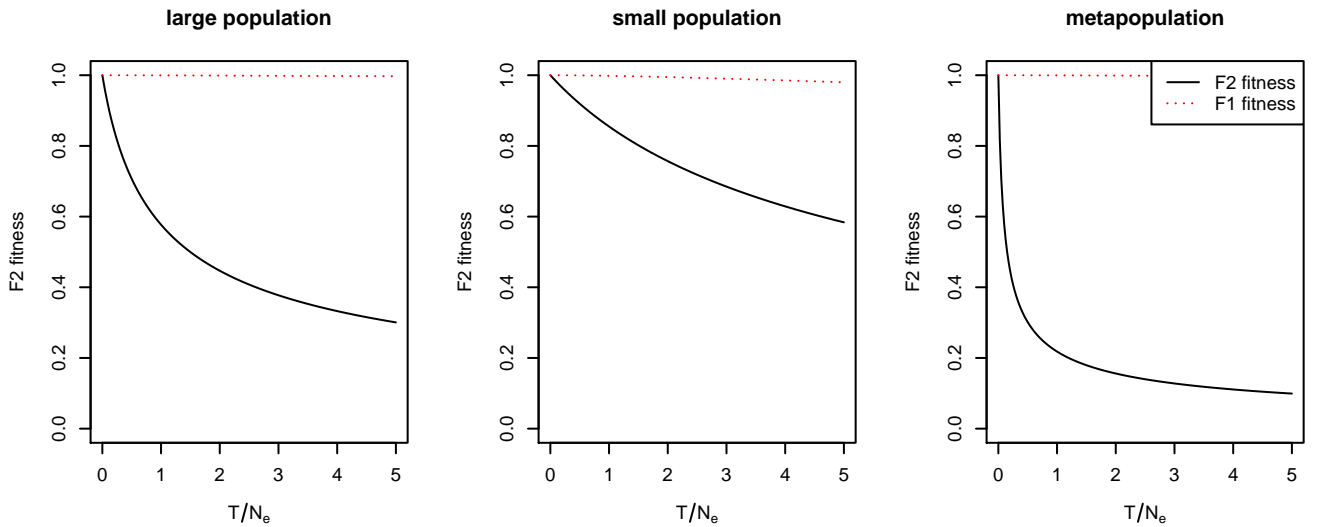 large population
F2 fitness
1.0
0.8
0.6
0.4
0.2
0.0
0 1 2 3 4 5
T/Ne
small population
F2 fitness
1.0
0.8
0.6
0.4
0.2
0.0
0 1 2 3 4 5
T/Ne
metapopulation
F2 fitness
1.0
0.8
0.6
0.4
0.2
0.0
F2 fitness
F1 fitness
0 1 2 3 4 5
T/Ne